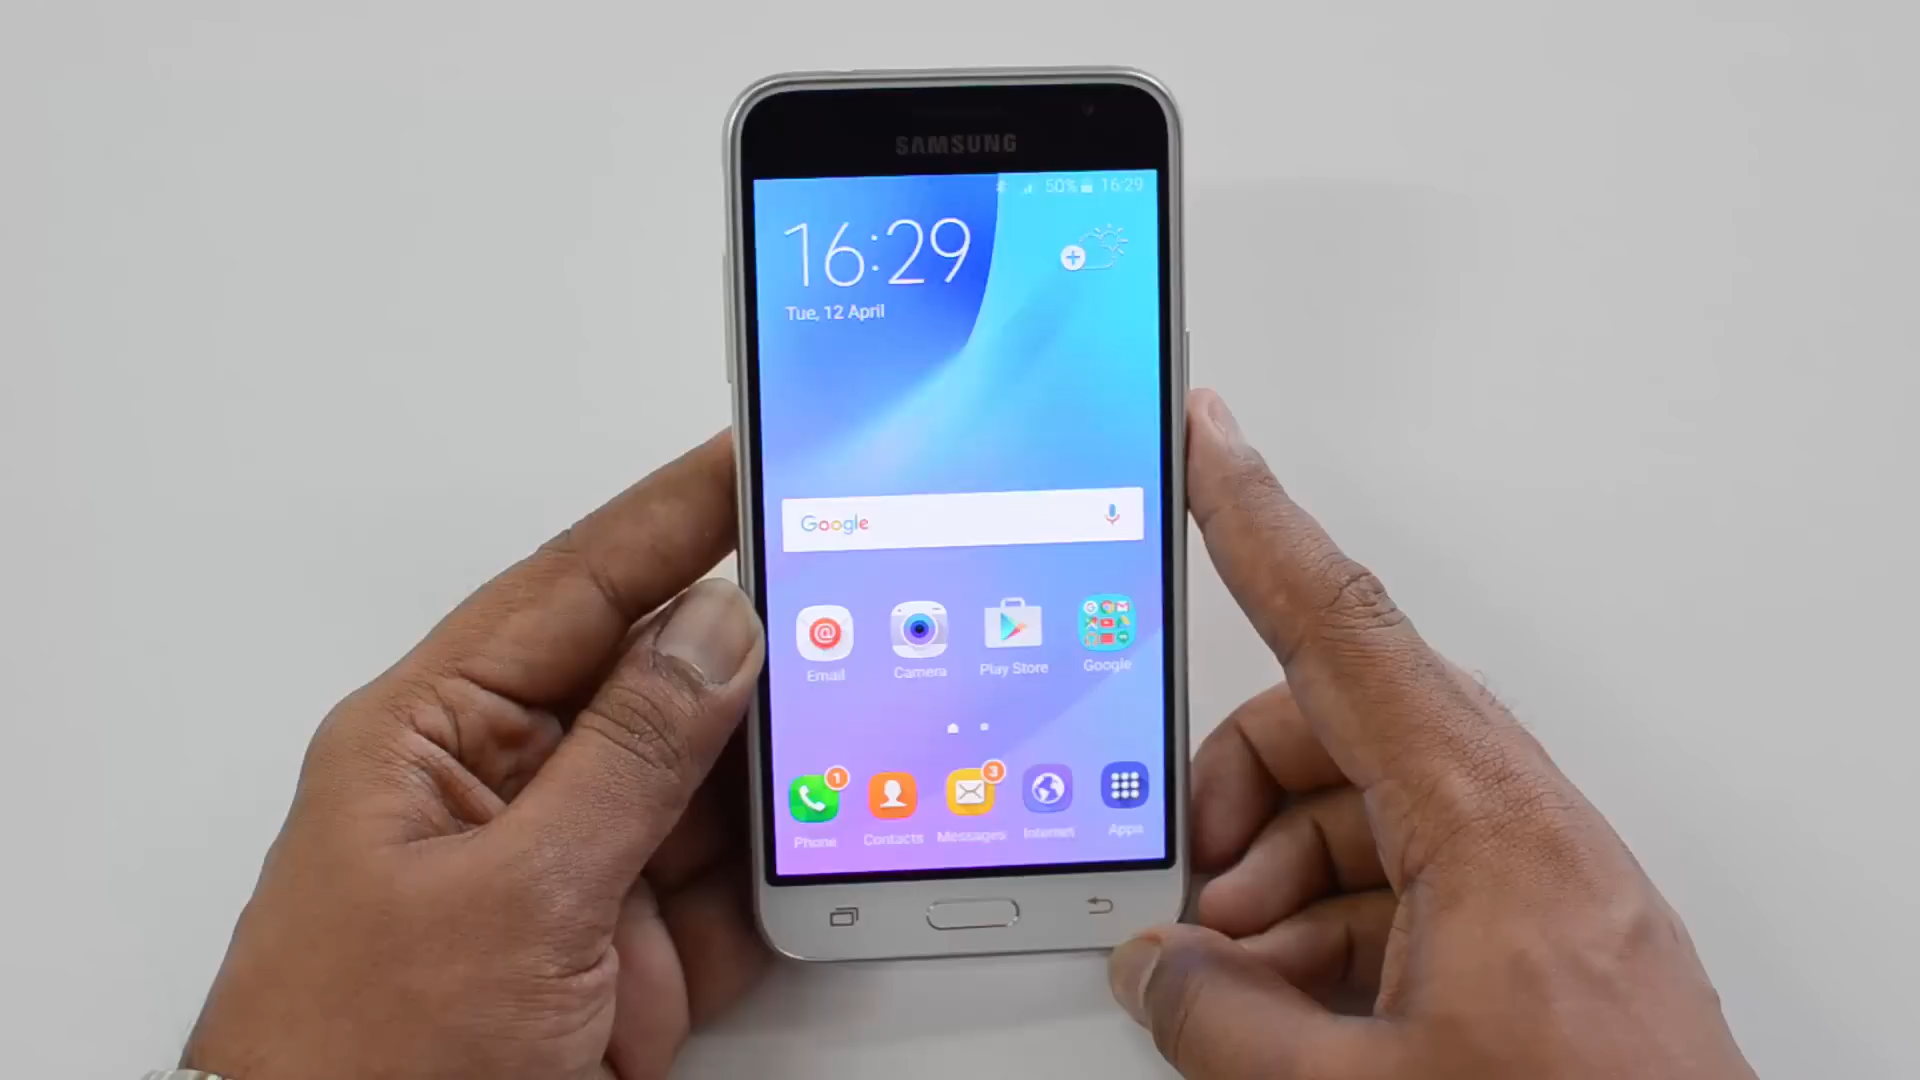 SAMSUNG
50% 16:29
16:29
Tue, 12 April
Google
Email Camera Play Store Google
1 3
Phone Contacts Messages Internet Apps